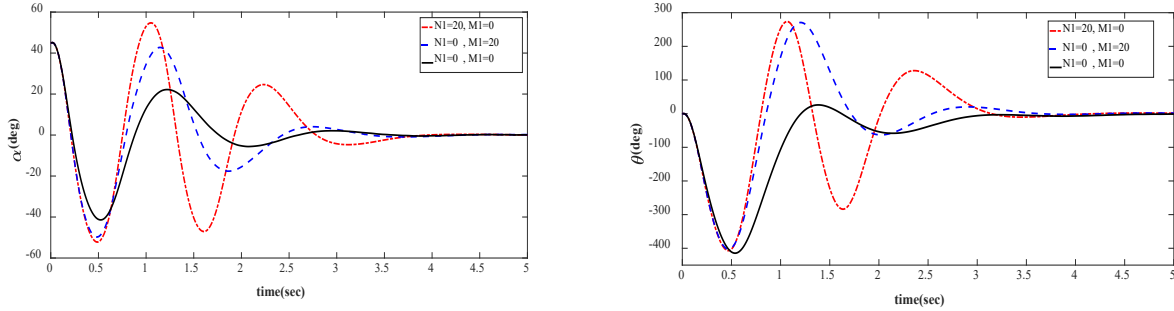 60
40
20
0
-20
-40
-60
α(deg)
N1=20, M1=0
N1=0 , M1=20
N1=0 , M1=0
0 0.5 1 1.5 2 2.5 3 3.5 4 4.5 5
time(sec)
300
200
100
0
-100
-200
-300
-400
θ(deg)
N1=20, M1=0
N1=0 , M1=20
N1=0 , M1=0
0 0.5 1 1.5 2 2.5 3 3.5 4 4.5 5
time(sec)